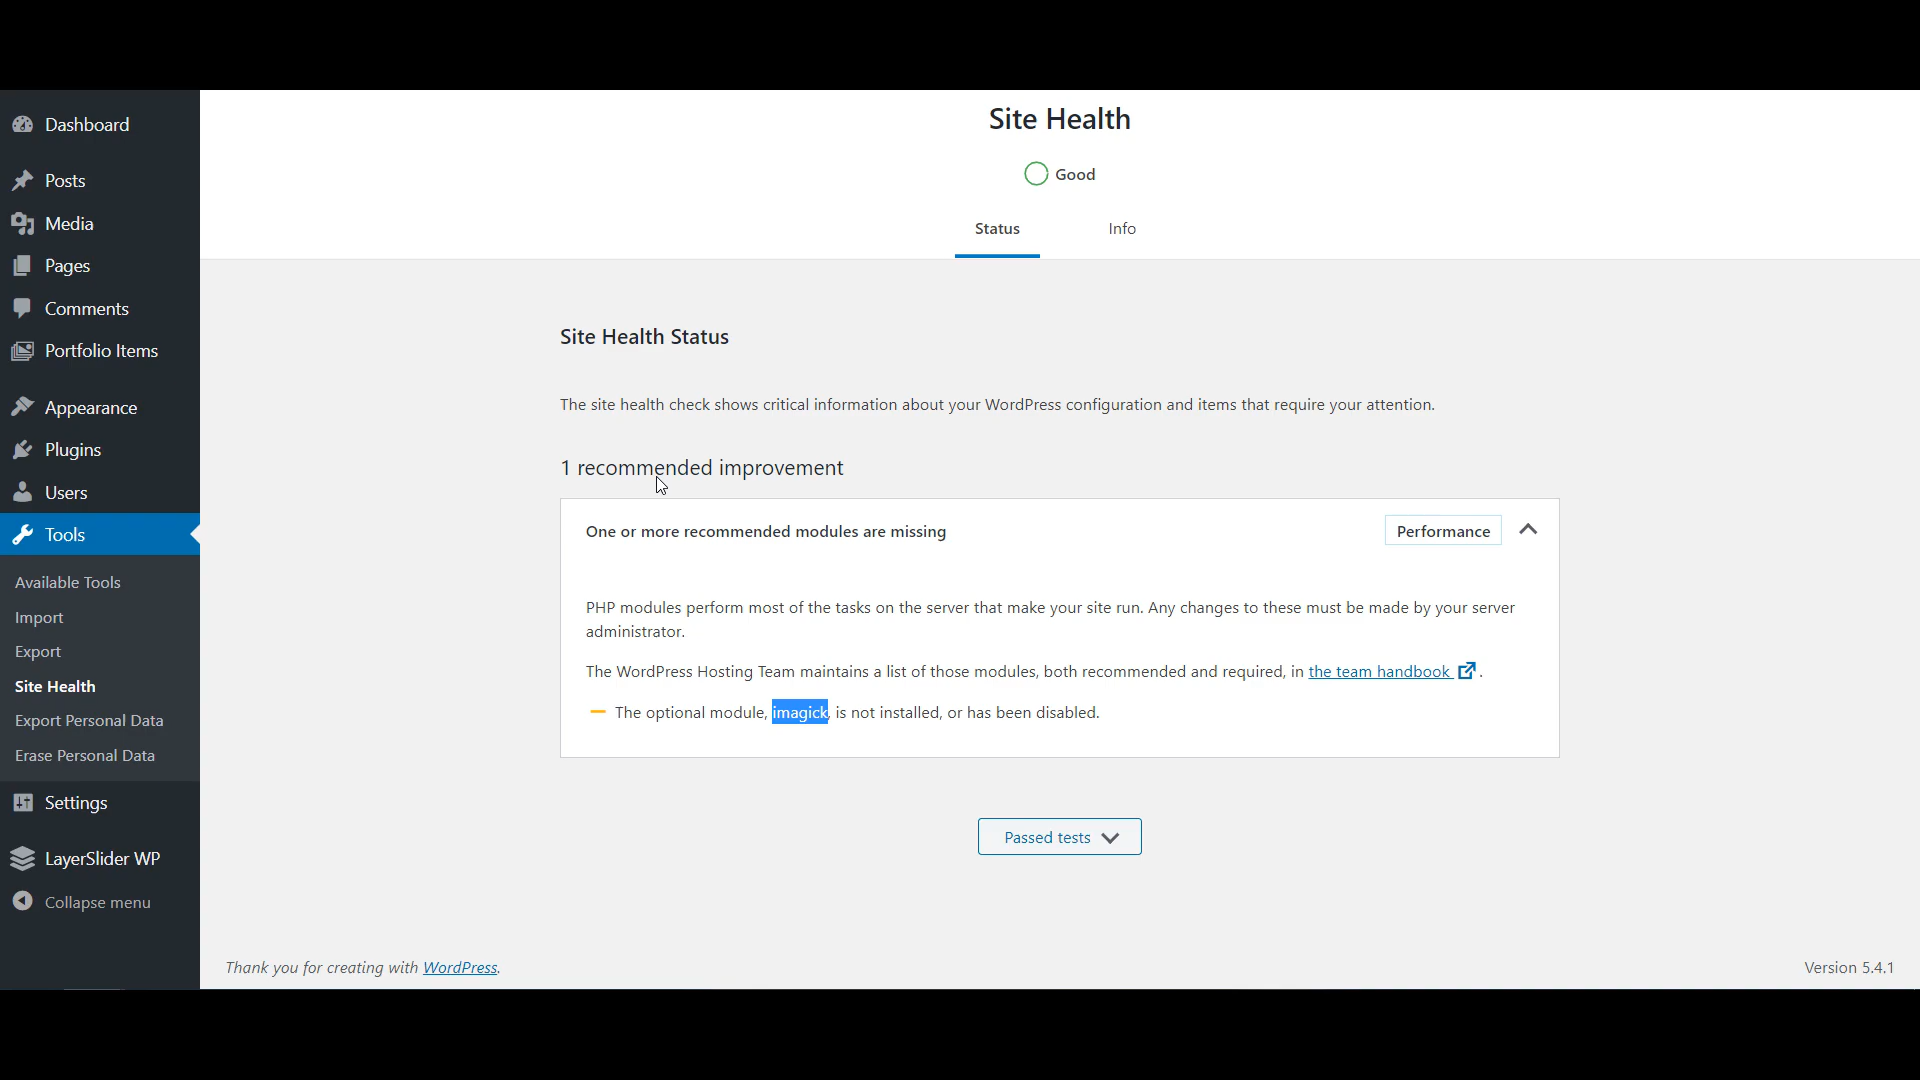 Dashboard
Posts
Media
Pages
Comments
Portfolio Items
Appearance
Plugins
Users
Tools
Available Tools
Import
Export
Site Health
Export Personal Data
Erase Personal Data
Settings
LayerSlider WP
Collapse menu
Site Health
Good
Status Info
Site Health Status
The site health check shows critical information about your WordPress configuration and items that require your attention.
1 recommended improvement
One or more recommended modules are missing Performance
PHP modules perform most of the tasks on the server that make your site run. Any changes to these must be made by your server
administrator.
The WordPress Hosting Team maintains a list of those modules, both recommended and required, in the team handbook .
The optional module, imagick, is not installed, or has been disabled.
Passed tests
Thank you for creating with WordPress. Version 5.4.1